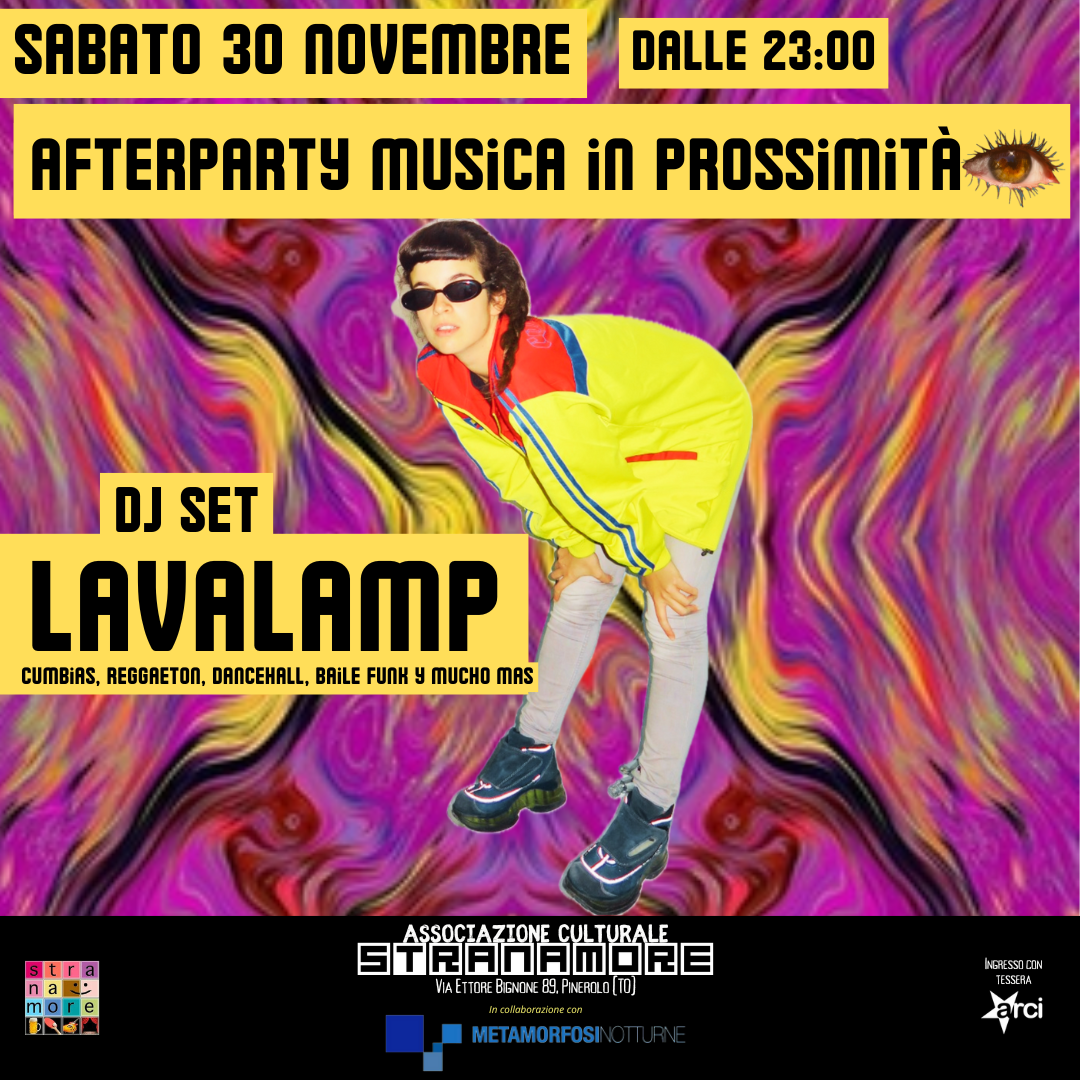 SABATO 30 NOVEMBRE
DALLE 23:00
AFTERPARTY MUSiCA iN PROSSiMiTÀ
DJ SET
LAVALAMP
CUMBiAS, REGGAETON, DANCEHALL, BAiLE FUNK Y MUCHO MAS
ASSOCIAZIONE CULTURALE
STRANAMORE
VIA ETTORE BIGNONE 89, PINEROLO (TO)
In collaborazione con
METAMORFOSINOTTURNE
stra
na
more
INGRESSO CON
TESSERA
arci